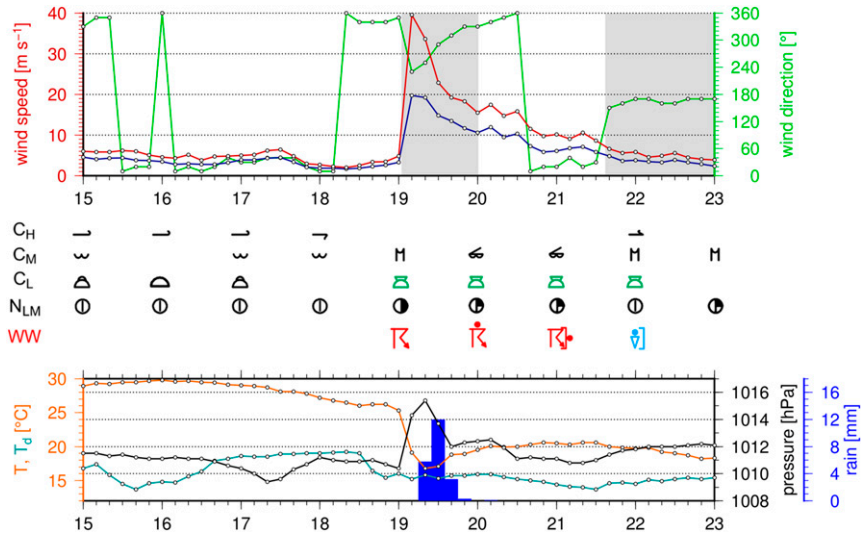 40 360
30 270
20 180
120
10 60
0 0
wind speed [m s⁻¹]
wind direction [°]
15 16 17 18 19 20 21 22 23
C_H
C_M
C_L
N_LM
WW
30 1016 16
25 1014 12
20 1012 8
1010 4
15 1008 0
T, T_d [°C]
pressure [hPa]
rain [mm]
15 16 17 18 19 20 21 22 23